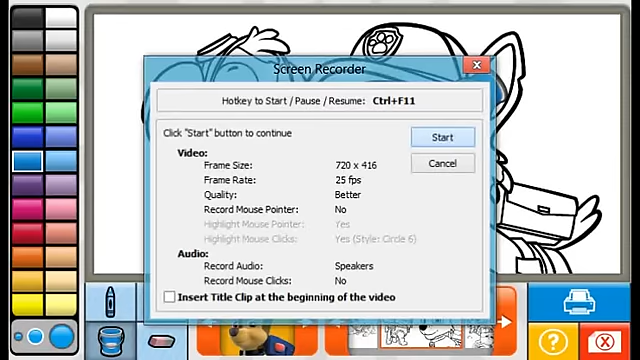 Screen Recorder
Hotkey to Start / Pause / Resume: Ctrl+F11
Click "Start" button to continue
Start
Cancel
Video:
Frame Size: 720 x 416
Frame Rate: 25 fps
Quality: Better
Record Mouse Pointer: No
Highlight Mouse Pointer: Yes
Highlight Mouse Clicks: Yes (Style: Circle 6)
Audio:
Record Audio: Speakers
Record Mouse Clicks: No
Insert Title Clip at the beginning of the video
?